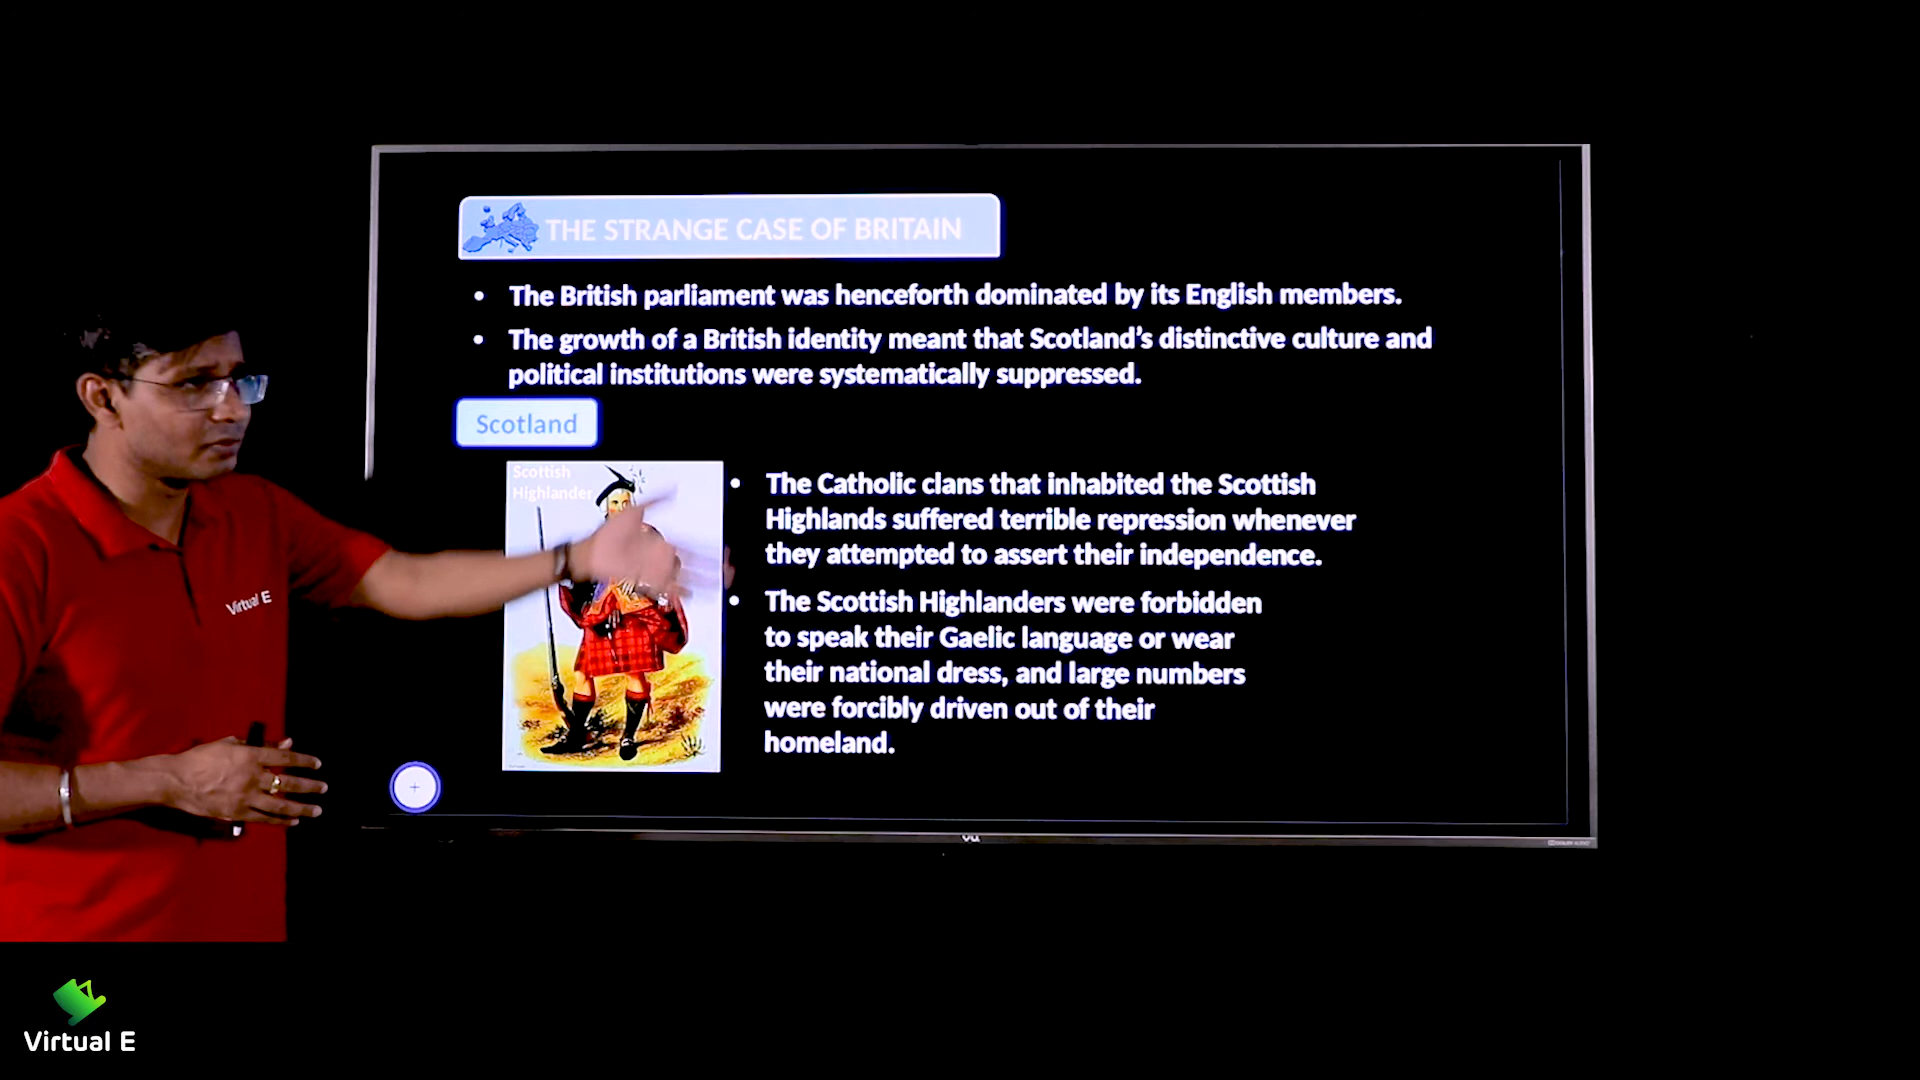 THE STRANGE CASE OF BRITAIN
• The British parliament was henceforth dominated by its English members.
• The growth of a British identity meant that Scotland’s distinctive culture and
political institutions were systematically suppressed.
Scotland
Scottish
Highlander
• The Catholic clans that inhabited the Scottish
Highlands suffered terrible repression whenever
they attempted to assert their independence.
• The Scottish Highlanders were forbidden
to speak their Gaelic language or wear
their national dress, and large numbers
were forcibly driven out of their
homeland.
Virtual E
Virtual E